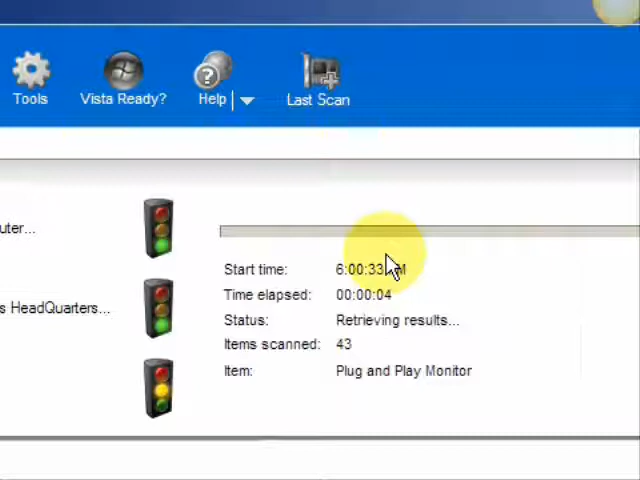 Tools
Vista Ready?
Help
Last Scan
uter...
s HeadQuarters...
Start time: 6:00:33 M
Time elapsed: 00:00:04
Status: Retrieving results...
Items scanned: 43
Item: Plug and Play Monitor